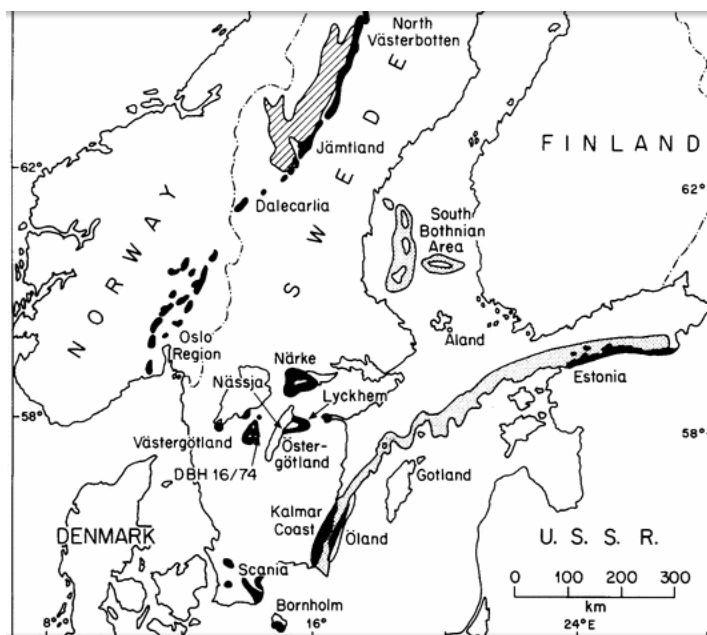 North
Västerbotten
SWEDEN
FINLAND
62°
62°
Jämtland
Dalecarlia
NORWAY
South
Bothnian
Area
Oslo
Region
Åland
Närke
Estonia
Nässja
Lyckhem
58°
58°
Västergötland
Öster-
götland
DBH 16/74
Gotland
Kalmar
Coast
Öland
DENMARK
U. S. S. R.
Scania
0 100 200 300
km
Bornholm
8°
16°
24° E